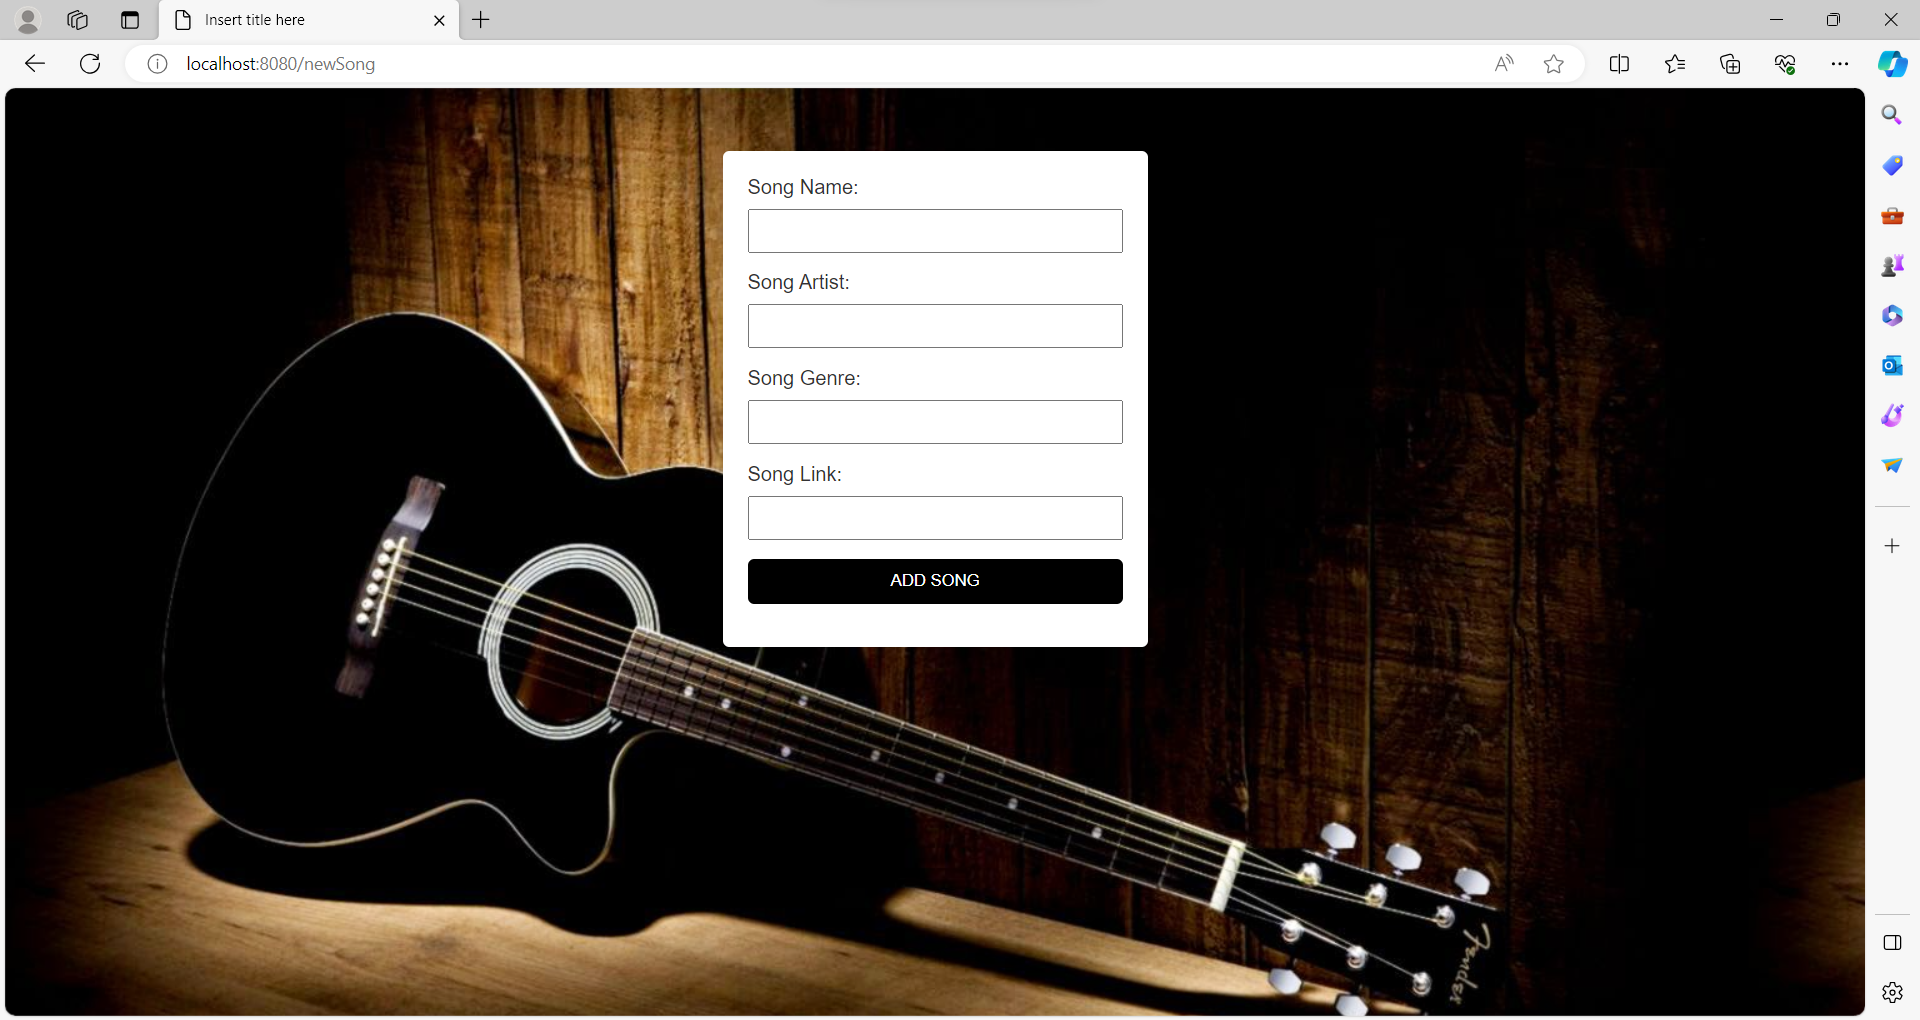 Insert title here
localhost:8080/newSong
Song Name:
Song Artist:
Song Genre:
Song Link:
ADD SONG
Fender